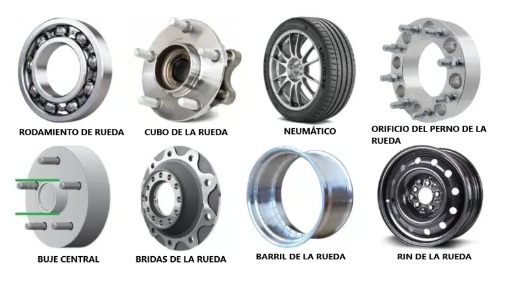 RODAMIENTO DE RUEDA
CUBO DE LA RUEDA
NEUMÁTICO
ORIFICIO DEL PERNO DE LA
RUEDA
BUJE CENTRAL
BRIDAS DE LA RUEDA
BARRIL DE LA RUEDA
RIN DE LA RUEDA